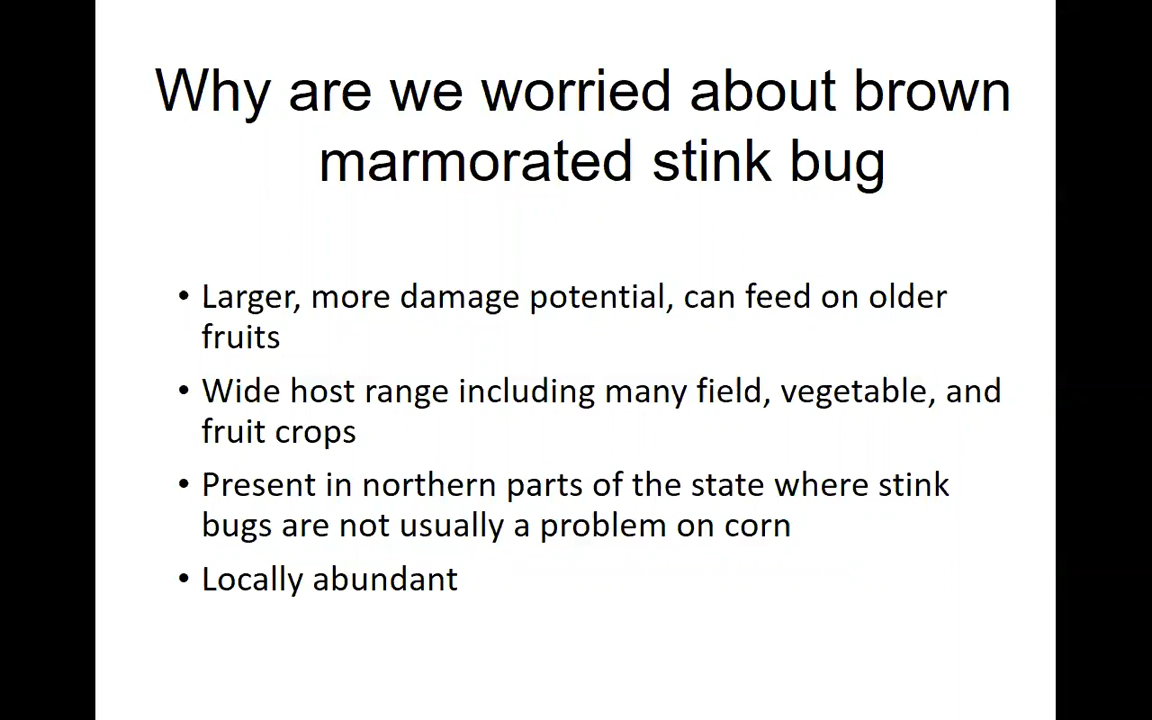 Why are we worried about brown
marmorated stink bug
• Larger, more damage potential, can feed on older
fruits
• Wide host range including many field, vegetable, and
fruit crops
• Present in northern parts of the state where stink
bugs are not usually a problem on corn
• Locally abundant